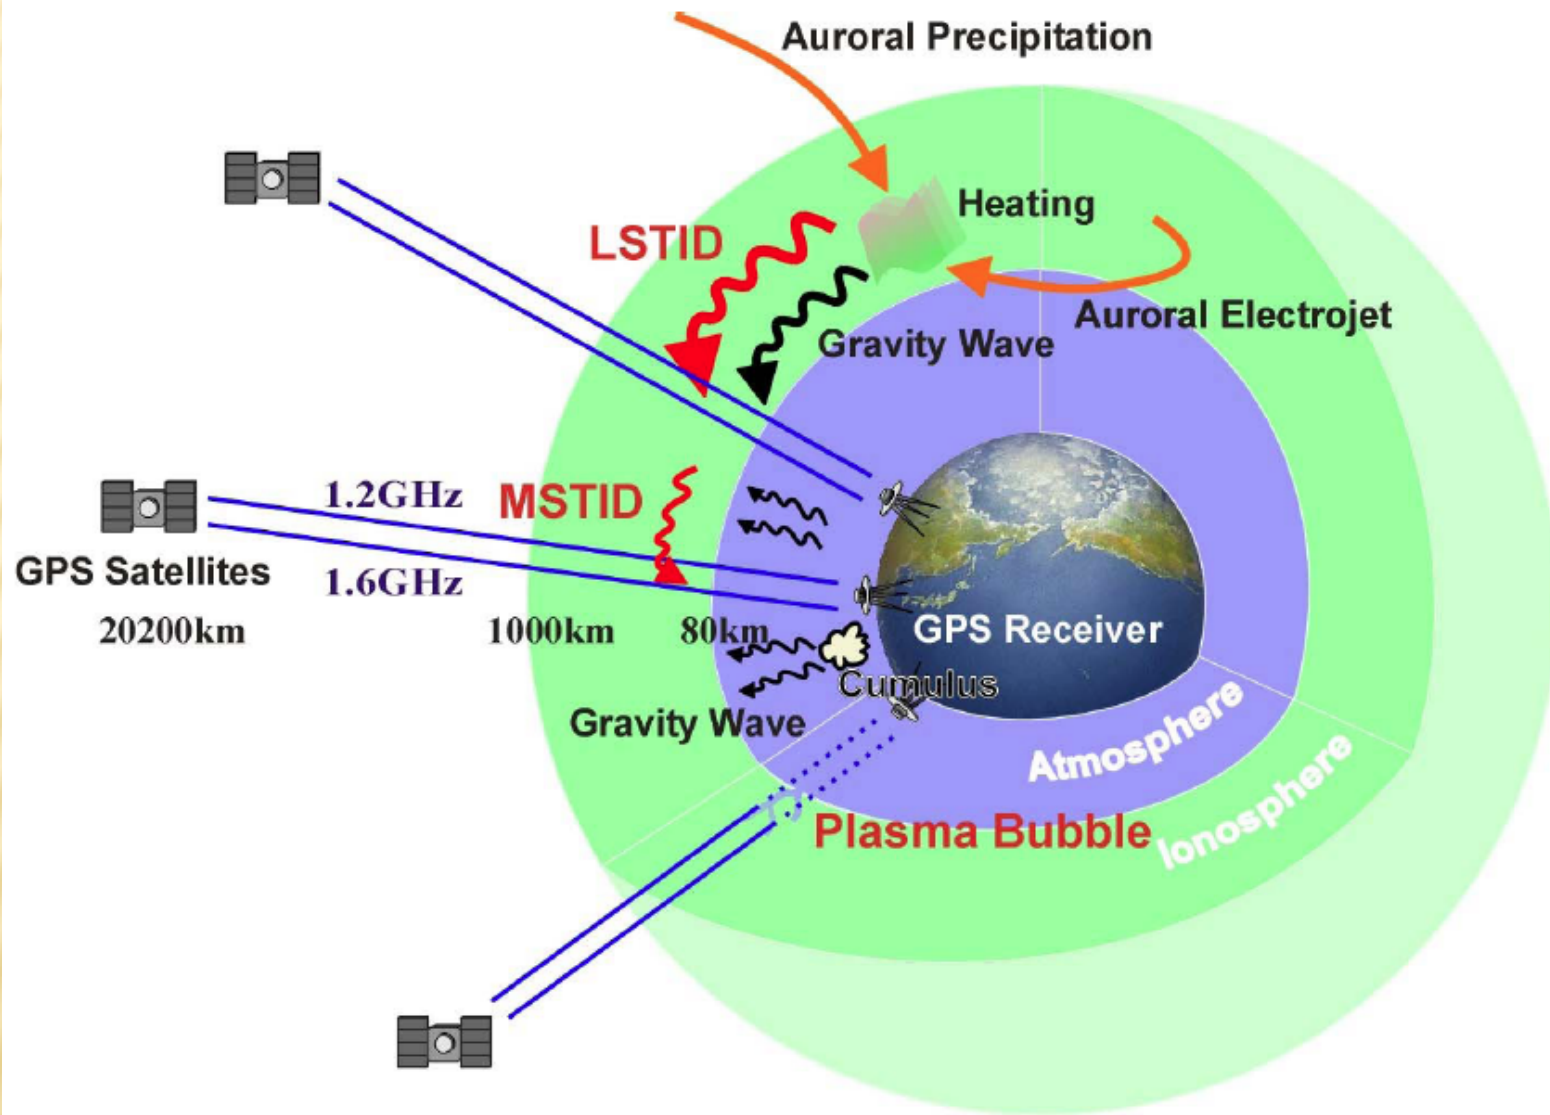 Auroral Precipitation
Heating
LSTID
Auroral Electrojet
Gravity Wave
1.2GHz
MSTID
GPS Satellites
1.6GHz
20200km
1000km
80km
GPS Receiver
Cumulus
Gravity Wave
Atmosphere
Ionosphere
Plasma Bubble